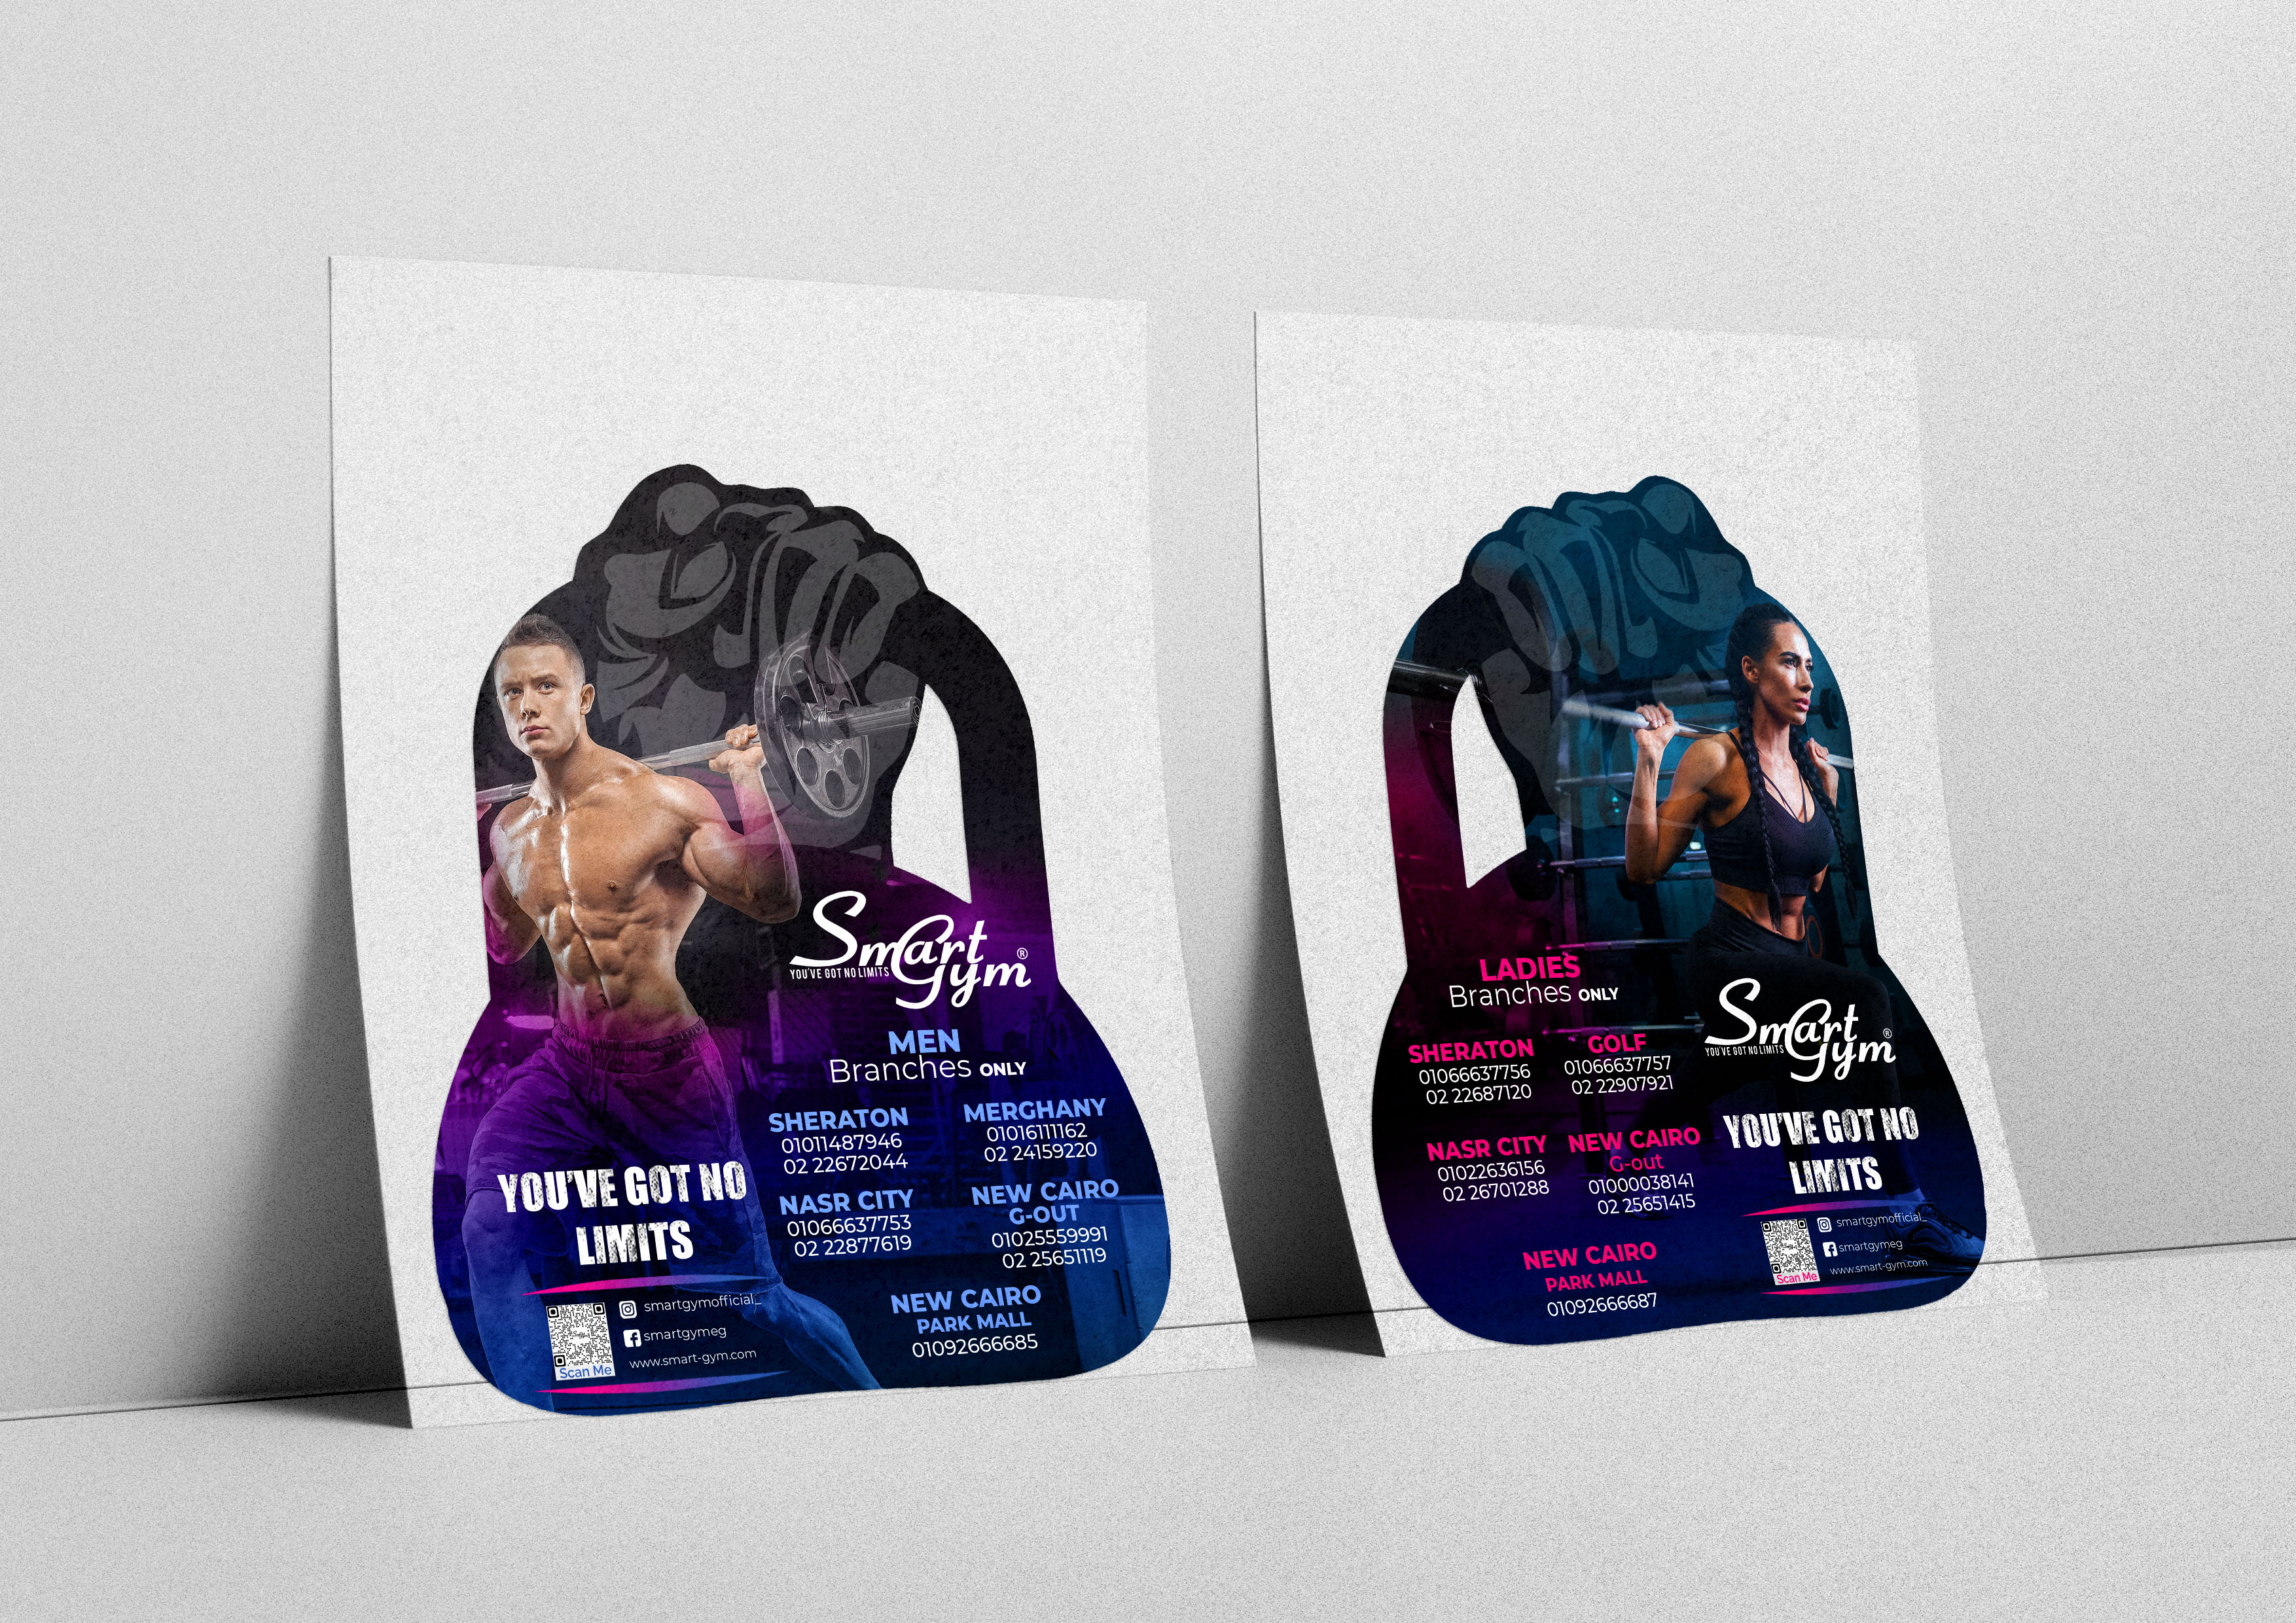 Smart
YOU'VE GOT NO LIMITS
Gym ®
MEN
Branches ONLY
SHERATON
01011487946
02 22672044
MERGHANY
01016111162
02 24159220
NASR CITY
01066637753
02 22877619
NEW CAIRO
G-OUT
01025559991
02 25651119
NEW CAIRO
PARK MALL
01092666685
YOU'VE GOT NO
LIMITS
smartgymofficial_
smartgymeg
www.smart-gym.com
Scan Me
LADIES
Branches ONLY
SHERATON
01066637756
02 22687120
GOLF
01066637757
02 22907921
NASR CITY
01022636156
02 26701288
NEW CAIRO
G-out
01000038141
02 25651415
NEW CAIRO
PARK MALL
01092666687
Smart
YOU'VE GOT NO LIMITS
Gym ®
YOU'VE GOT NO
LIMITS
smartgymofficial_
smartgymeg
www.smart-gym.com
Scan Me